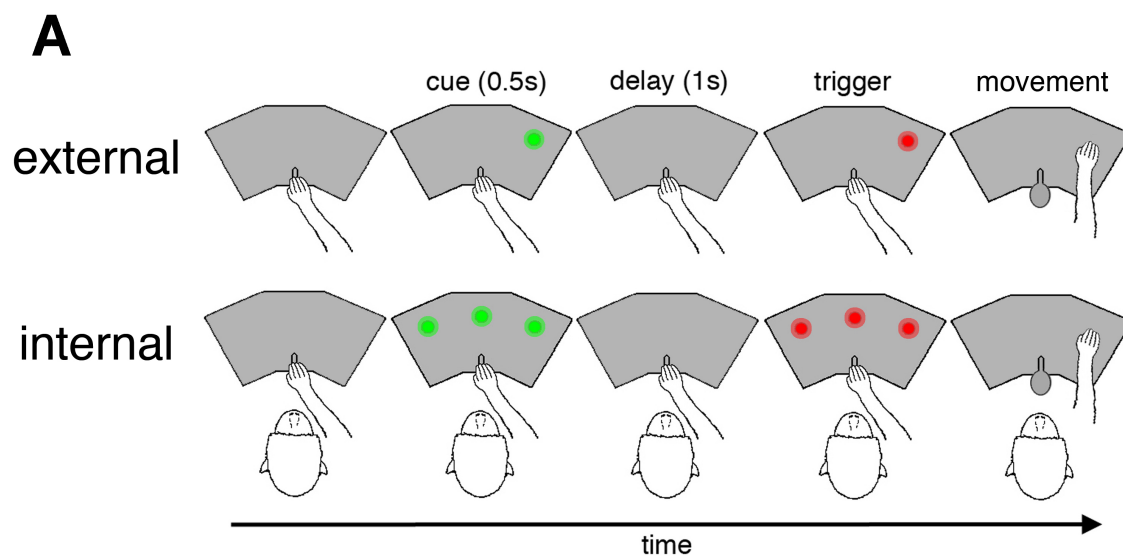 A
cue (0.5s) delay (1s) trigger movement
external
internal
time